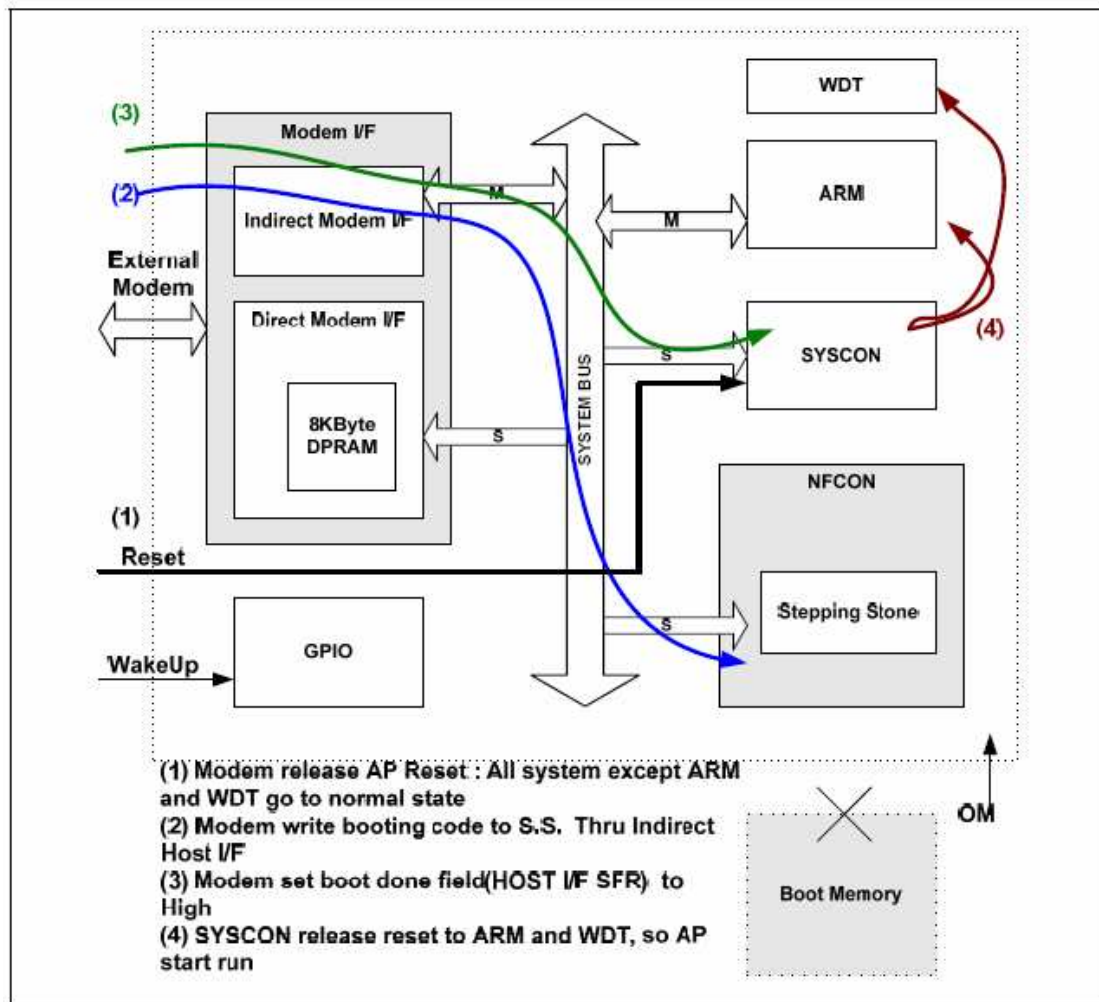 WDT
(3)
Modem I/F
ARM
(2)
M
M
Indirect Modem I/F
External
Modem
Direct Modem I/F
(4)
S
SYSCON
SYSTEM BUS
8KByte
DPRAM
S
NFCON
(1)
Reset
Stepping Stone
S
GPIO
WakeUp
(1) Modem release AP Reset : All system except ARM
and WDT go to normal state
(2) Modem write booting code to S.S. Thru Indirect
Host I/F
(3) Modem set boot done field(HOST I/F SFR) to
High
(4) SYSCON release reset to ARM and WDT, so AP
start run
OM
Boot Memory